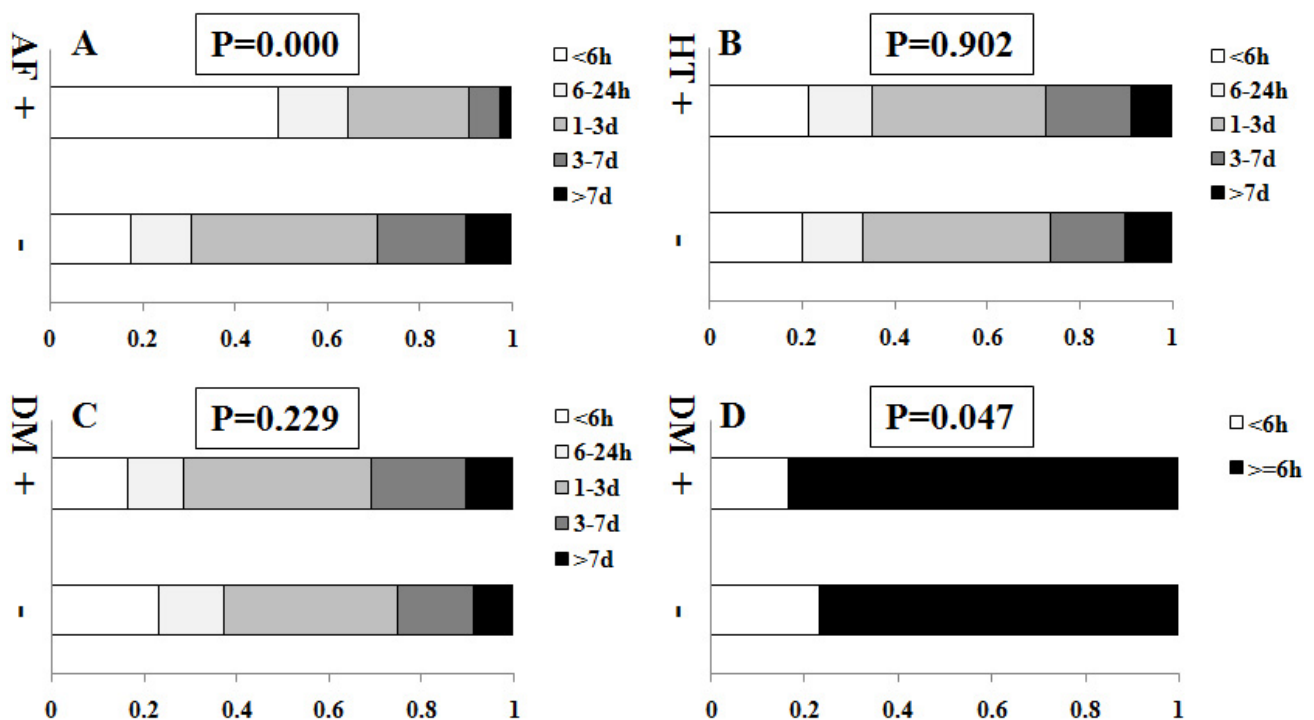 A
P=0.000
AF
+
-
<6h
6-24h
1-3d
3-7d
>7d
0 0.2 0.4 0.6 0.8 1
B
P=0.902
HT
+
-
<6h
6-24h
1-3d
3-7d
>7d
0 0.2 0.4 0.6 0.8 1
C
P=0.229
DM
+
-
<6h
6-24h
1-3d
3-7d
>7d
0 0.2 0.4 0.6 0.8 1
D
P=0.047
DM
+
-
<6h
>=6h
0 0.2 0.4 0.6 0.8 1